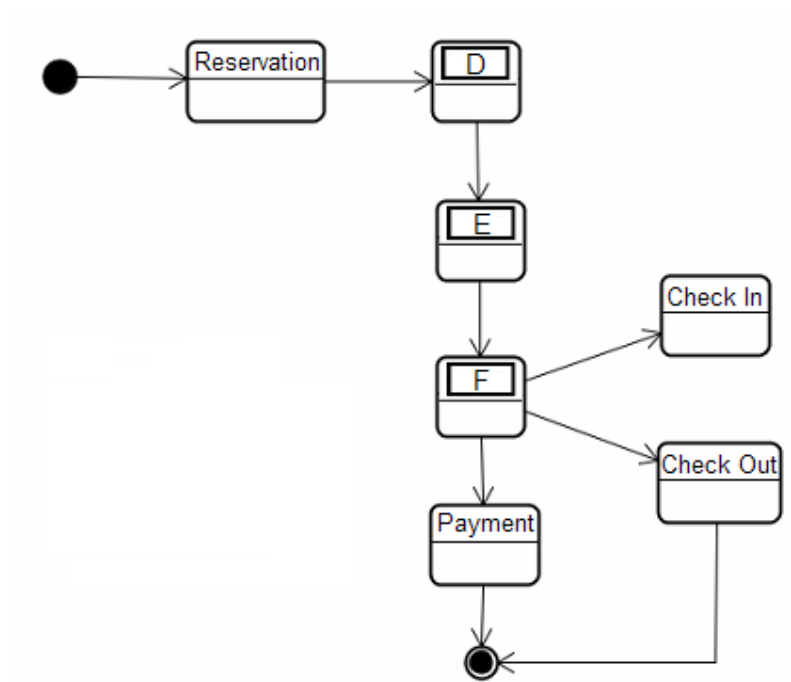 Reservation
D
E
Check In
F
Check Out
Payment